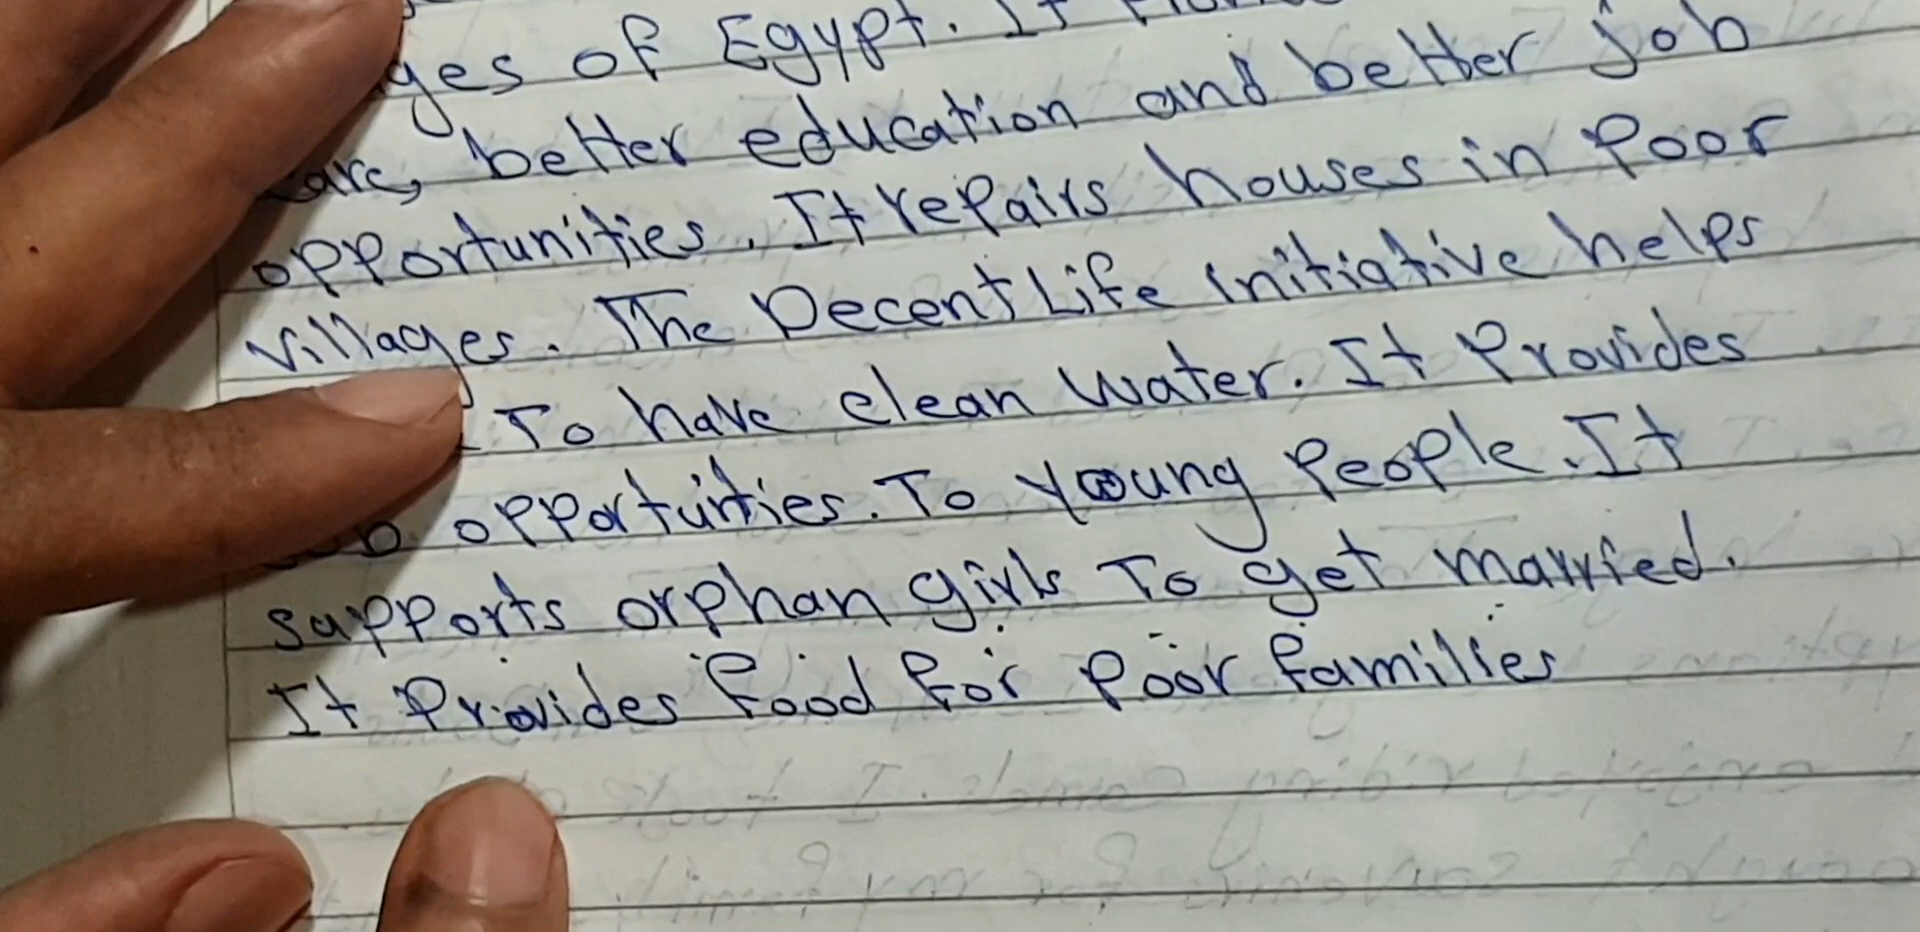 of Egypt. It
better education and better job
opportunities. It repairs houses in poor
villages. The Decent Life initiative helps
To have clean water. It Provides
opportuities. To young People. It
supports orphan girls To get married.
It Provides food for Poor families